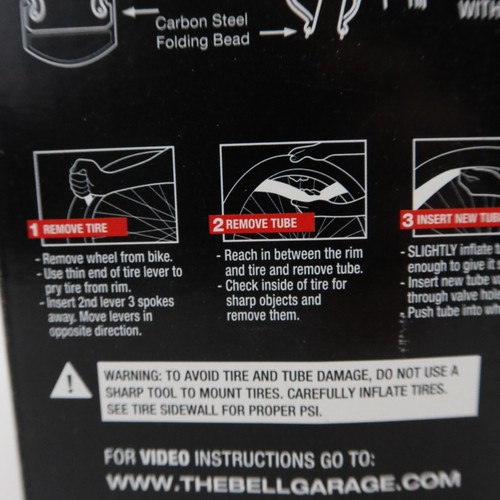 Carbon Steel
Folding Bead
WITH
1 REMOVE TIRE
- Remove wheel from bike.
- Use thin end of tire lever to
pry tire from rim.
- Insert 2nd lever 3 spokes
away. Move levers in
opposite direction.
2 REMOVE TUBE
- Reach in between the rim
and tire and remove tube.
- Check inside of tire for
sharp objects and
remove them.
3 INSERT NEW TUBE
- SLIGHTLY inflate
enough to give it
- Insert new tube
through valve
- Push tube into
WARNING: TO AVOID TIRE AND TUBE DAMAGE, DO NOT USE A
SHARP TOOL TO MOUNT TIRES. CAREFULLY INFLATE TIRES.
SEE TIRE SIDEWALL FOR PROPER PSI.
FOR VIDEO INSTRUCTIONS GO TO:
WWW.THEBELLGARAGE.COM